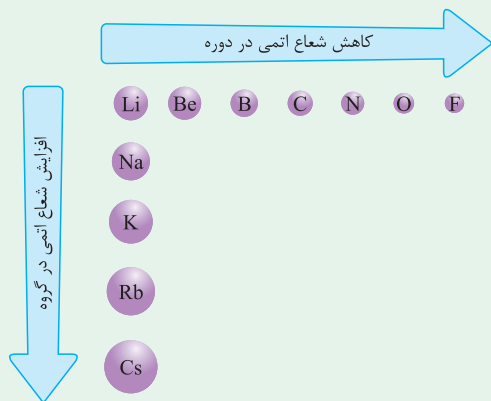 کاهش شعاع اتمی در دوره
افزایش شعاع اتمی در گروه
Li Be B C N O F
Na
K
Rb
Cs